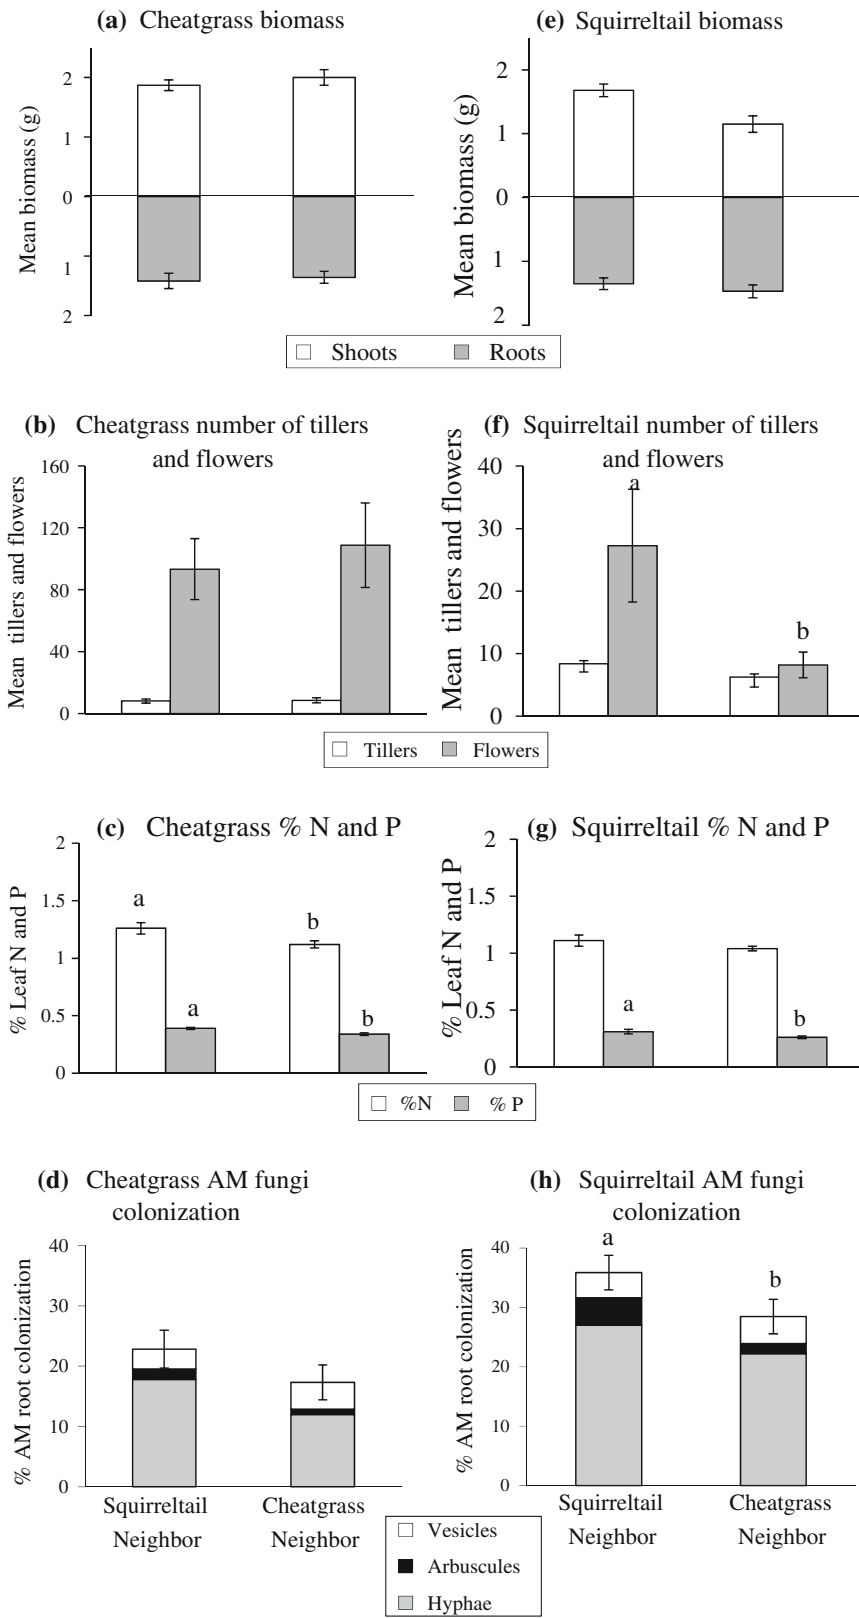 (a) Cheatgrass biomass
Mean biomass (g)
2
1
0
1
2
(e) Squirreltail biomass
Mean biomass (g)
2
1
0
1
2
Shoots Roots
(b) Cheatgrass number of tillers
and flowers
Mean tillers and flowers
160
120
80
40
0
(f) Squirreltail number of tillers
and flowers
Mean tillers and flowers
40
30
20
10
0
a
b
Tillers Flowers
(c) Cheatgrass % N and P
% Leaf N and P
2
1.5
1
0.5
0
a
a
b
b
(g) Squirreltail % N and P
% Leaf N and P
2
1.5
1
0.5
0
a
b
%N % P
(d) Cheatgrass AM fungi
colonization
% AM root colonization
40
30
20
10
0
Squirreltail
Neighbor
Cheatgrass
Neighbor
(h) Squirreltail AM fungi
colonization
% AM root colonization
40
30
20
10
0
a
b
Squirreltail
Neighbor
Cheatgrass
Neighbor
Vesicles
Arbuscules
Hyphae